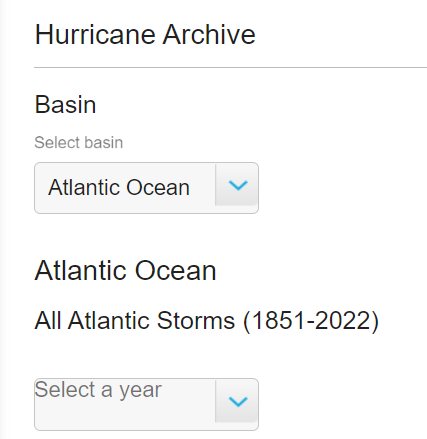 Hurricane Archive
Basin
Select basin
Atlantic Ocean
Atlantic Ocean
All Atlantic Storms (1851-2022)
Select a year